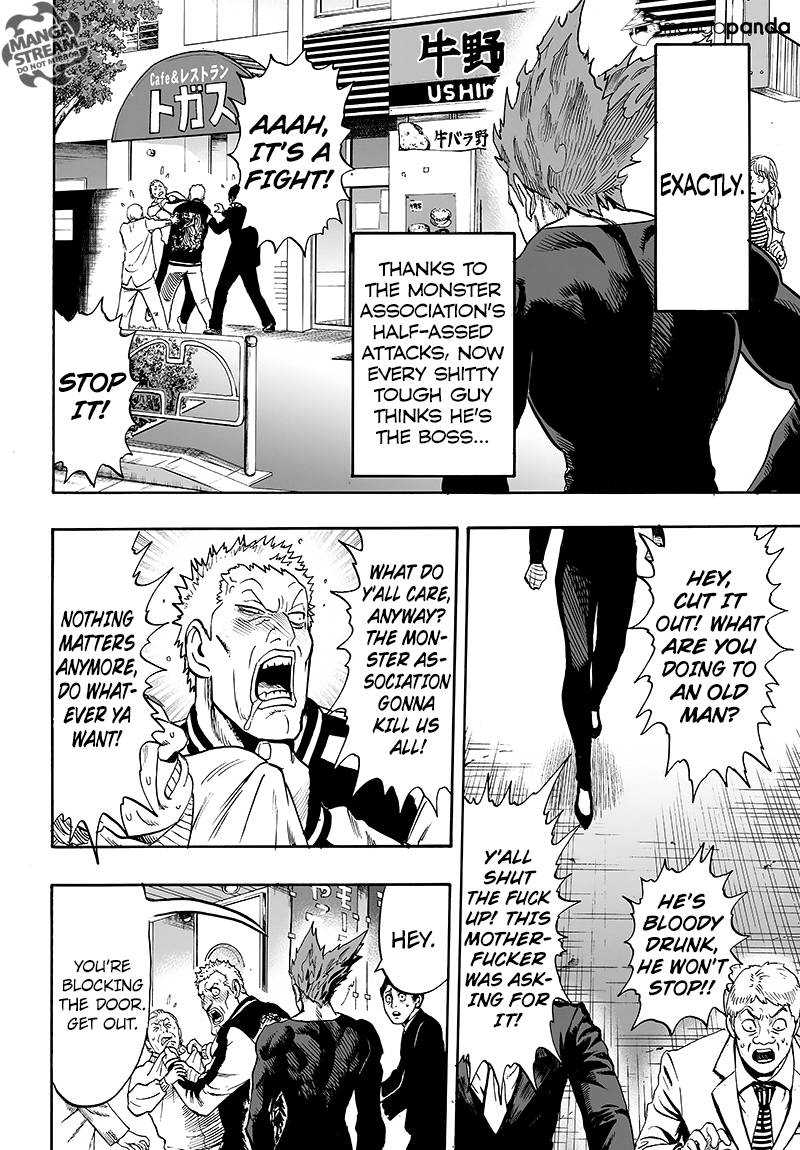 EXACTLY.
THANKS TO
THE MONSTER
ASSOCIATION'S
HALF-ASSED
ATTACKS, NOW
EVERY SHITTY
TOUGH GUY
THINKS HE'S
THE BOSS...
牛野
USHI
牛バラ野
牛野
Cafe&レストラン
トガス
AAAH,
IT'S A
FIGHT!
STOP
IT!
HEY,
CUT IT
OUT! WHAT
ARE YOU
DOING TO
AN OLD
MAN?
HE'S
BLOODY
DRUNK,
HE WON'T
STOP!!
Y'ALL
SHUT
THE FUCK
UP! THIS
MOTHER-
FUCKER
WAS ASK-
ING FOR
IT!
WHAT DO
Y'ALL CARE,
ANYWAY?
THE MON-
STER AS-
SOCIATION
GONNA
KILL US
ALL!
NOTHING
MATTERS
ANYMORE,
DO WHAT-
EVER YA
WANT!
HEY.
YOU'RE
BLOCKING
THE DOOR.
GET OUT.
MANGA
STREAM
DO NOT MIRROR
mangapanda